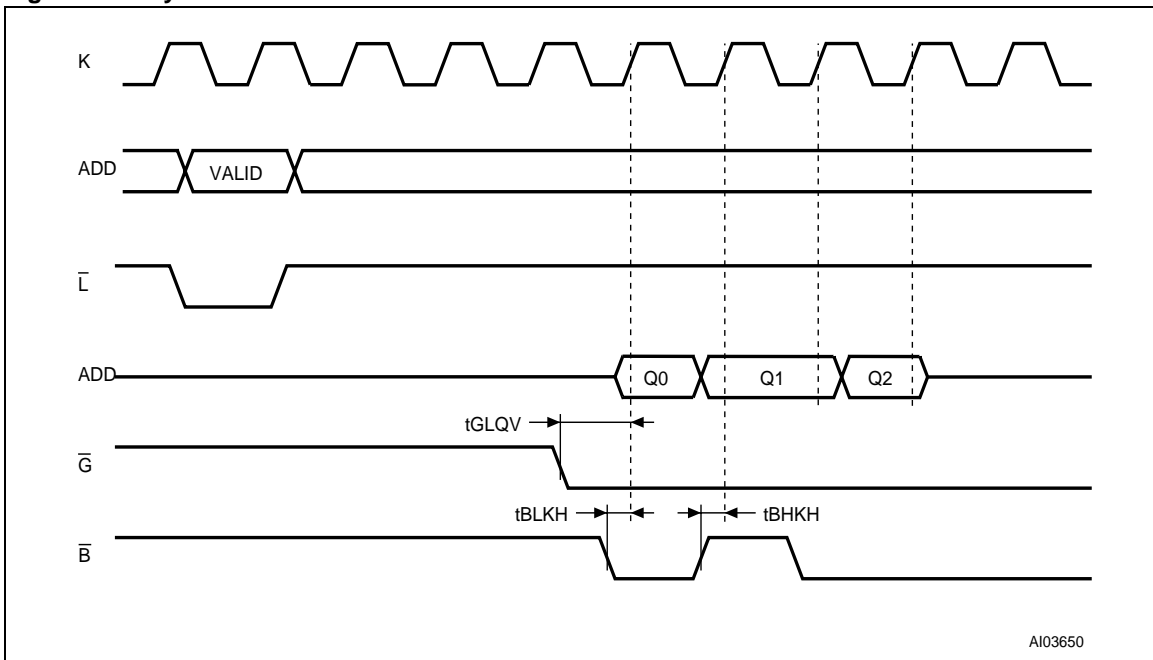 K
ADD
VALID
L̅
ADD
Q0
Q1
Q2
tGLQV
G̅
tBLKH
tBHKH
B̅
AI03650